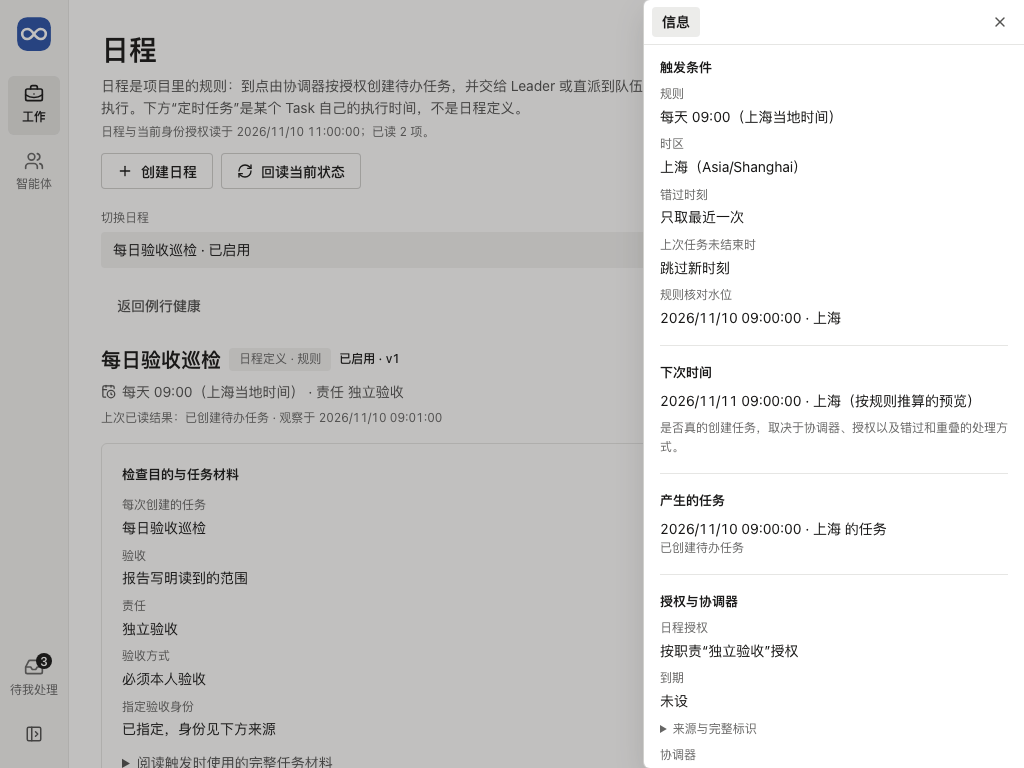 工作
智能体
3
待我处理
日程
日程是项目里的规则：到点由协调器按授权创建待办任务，并交给 Leader 或直派到队伍
执行。下方“定时任务”是某个 Task 自己的执行时间，不是日程定义。
日程与当前身份授权读于 2026/11/10 11:00:00；已读 2 项。
创建日程
回读当前状态
切换日程
每日验收巡检 · 已启用
返回例行健康
每日验收巡检 日程定义 · 规则 已启用 · v1
每天 09:00（上海当地时间） · 责任 独立验收
上次已读结果：已创建待办任务 · 观察于 2026/11/10 09:01:00
检查目的与任务材料
每次创建的任务
每日验收巡检
验收
报告写明读到的范围
责任
独立验收
验收方式
必须本人验收
指定验收身份
已指定，身份见下方来源
阅读触发时使用的完整任务材料
信息
触发条件
规则
每天 09:00（上海当地时间）
时区
上海（Asia/Shanghai）
错过时刻
只取最近一次
上次任务未结束时
跳过新时刻
规则核对水位
2026/11/10 09:00:00 · 上海
下次时间
2026/11/11 09:00:00 · 上海（按规则推算的预览）
是否真的创建任务，取决于协调器、授权以及错过和重叠的处理方
式。
产生的任务
2026/11/10 09:00:00 · 上海 的任务
已创建待办任务
授权与协调器
日程授权
按职责“独立验收”授权
到期
未设
来源与完整标识
协调器